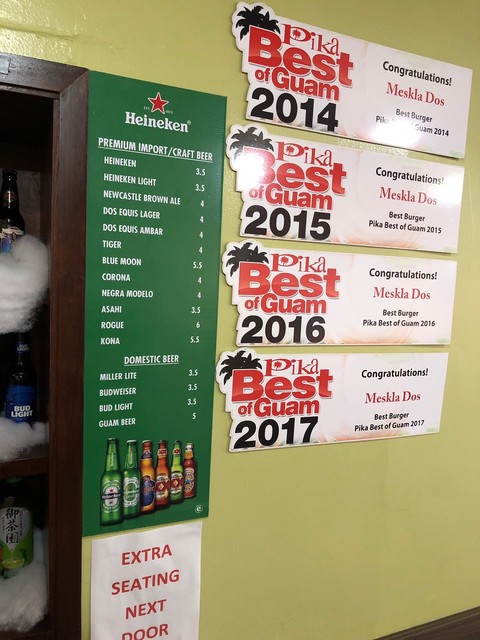 Heineken
PREMIUM IMPORT/CRAFT BEER
HEINEKEN 3.5
HEINEKEN LIGHT 3.5
NEWCASTLE BROWN ALE 4
DOS EQUIS LAGER 4
DOS EQUIS AMBAR 4
TIGER 4
BLUE MOON 5.5
CORONA 4
NEGRA MODELO 4
ASAHI 3.5
ROGUE 6
KONA 5.5
DOMESTIC BEER
MILLER LITE 3.5
BUDWEISER 3.5
BUD LIGHT 3.5
GUAM BEER 5
EXTRA
SEATING
NEXT
DOOR
Pika
Best
of Guam
2014
Congratulations!
Meskla Dos
Best Burger
Pika Best of Guam 2014
Pika
Best
of Guam
2015
Congratulations!
Meskla Dos
Best Burger
Pika Best of Guam 2015
Pika
Best
of Guam
2016
Congratulations!
Meskla Dos
Best Burger
Pika Best of Guam 2016
Pika
Best
of Guam
2017
Congratulations!
Meskla Dos
Best Burger
Pika Best of Guam 2017
BUD
LIGHT
御茶園